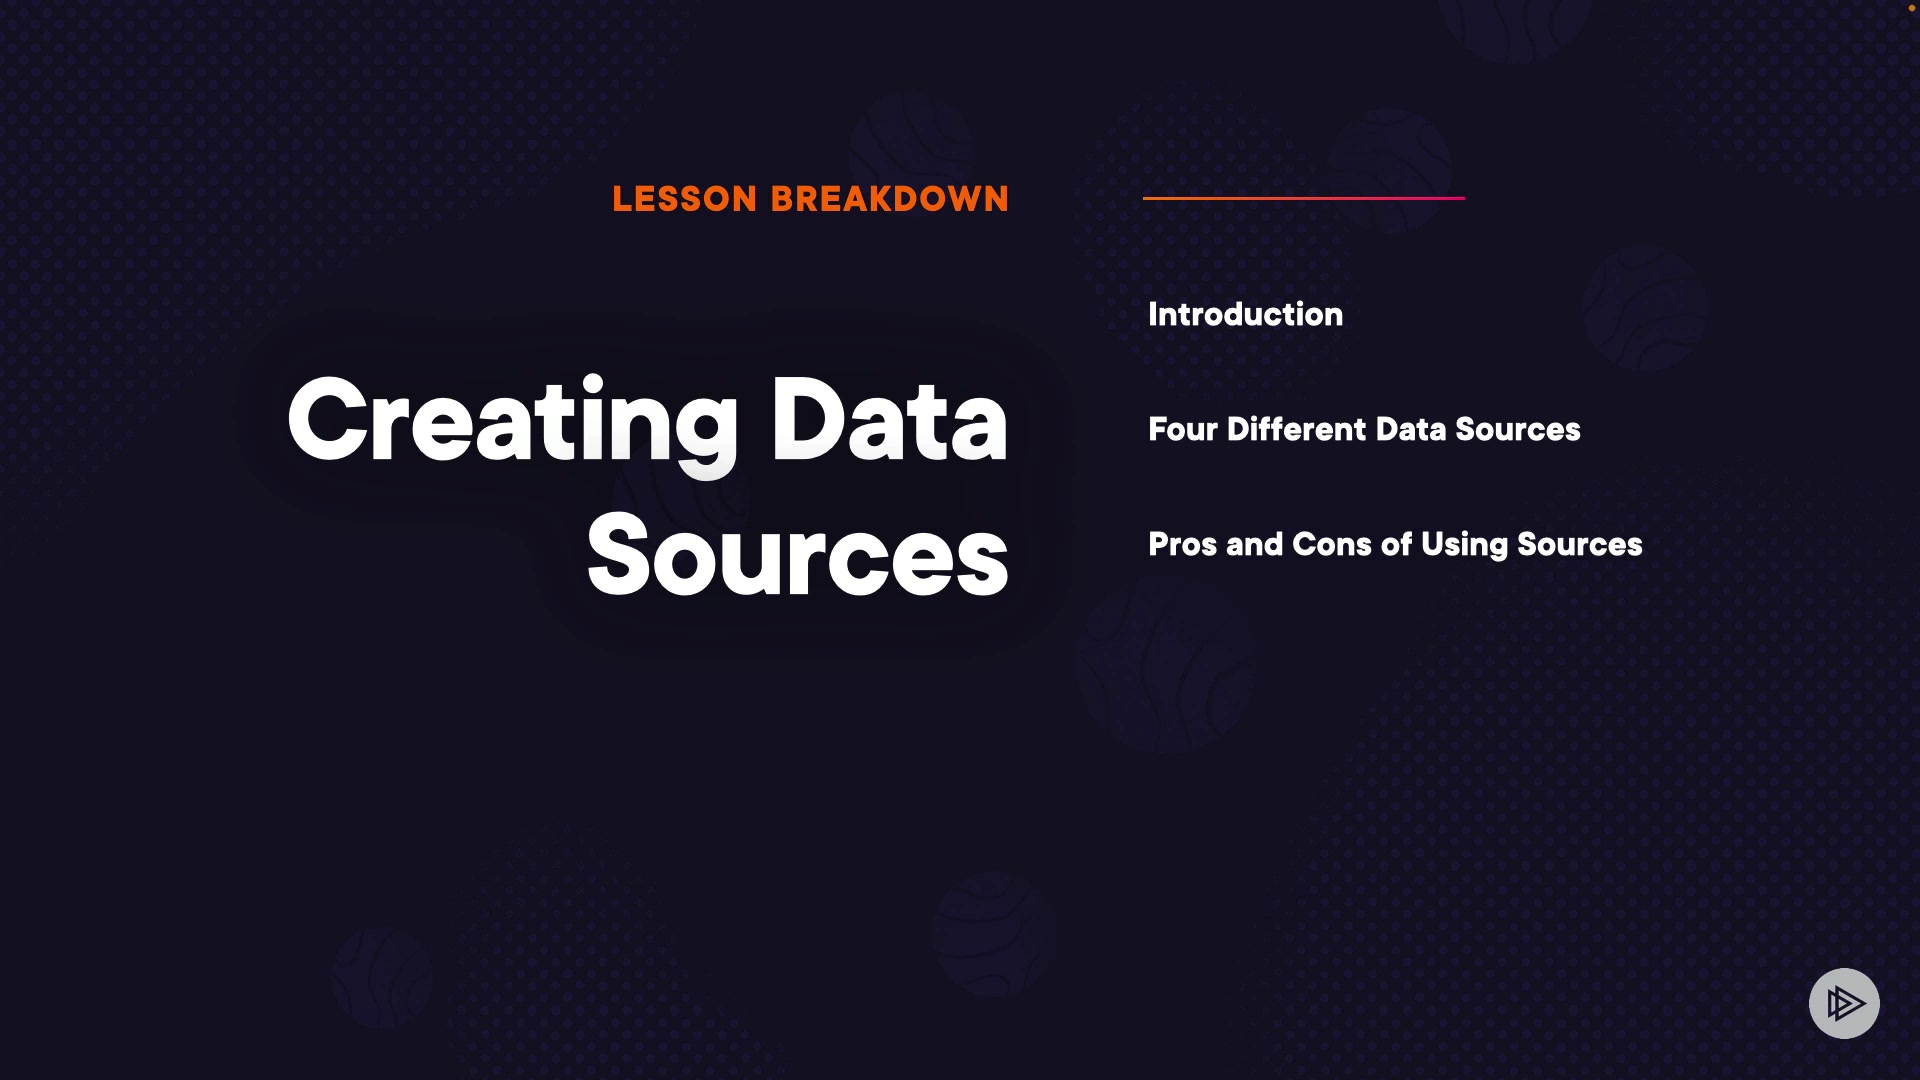 LESSON BREAKDOWN
Creating Data
Sources
Introduction
Four Different Data Sources
Pros and Cons of Using Sources